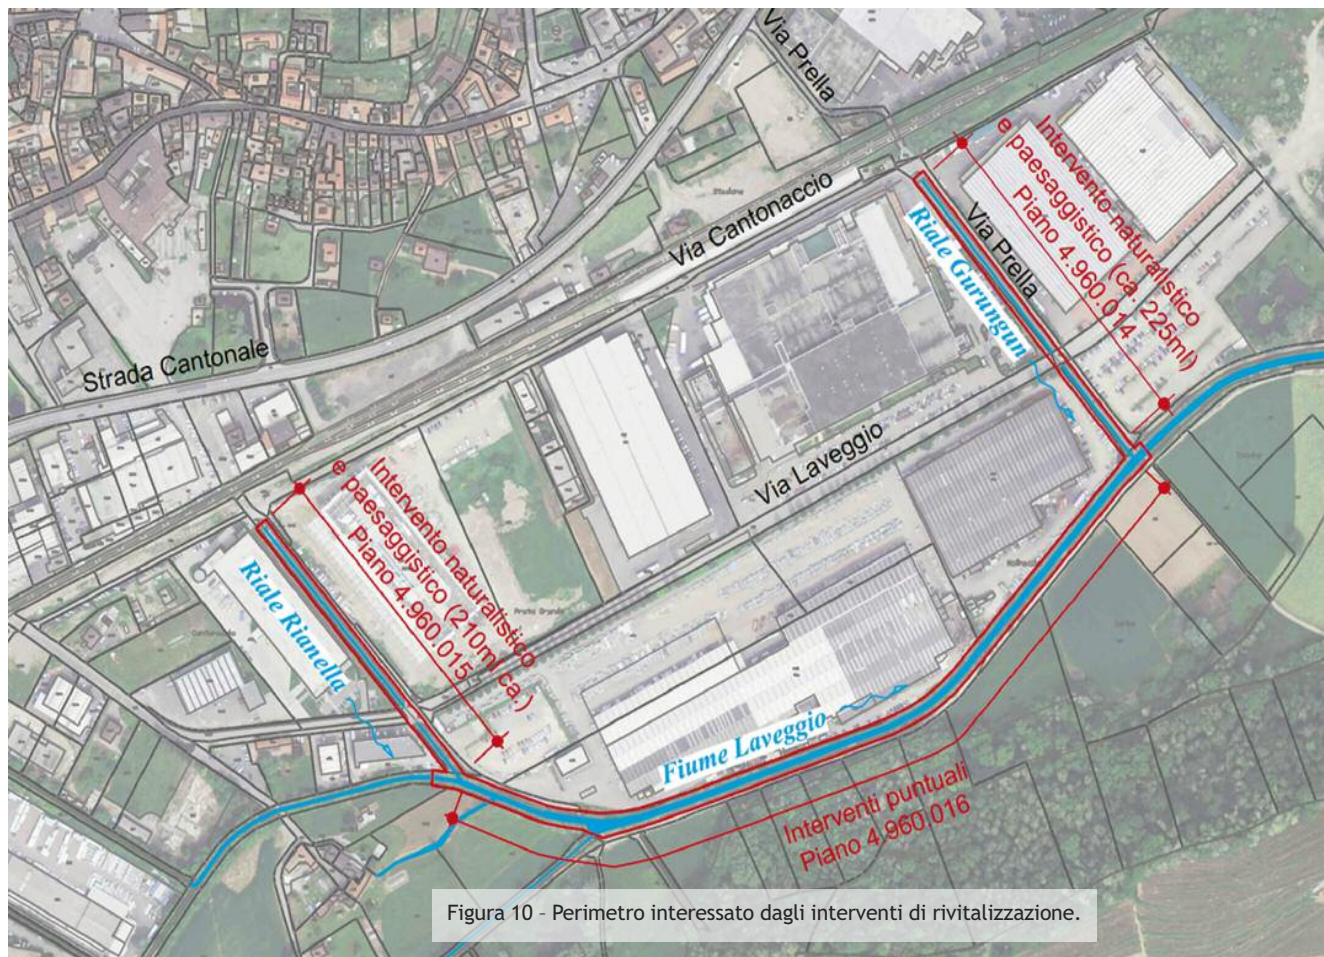 Via Prella
Via Cantonaccio
Strada Cantonale
Intervento naturalistico
e paesaggistico (ca. 225ml)
Piano 4.960.014
Via Prella
Riale Gurungun
Via Laveggio
Intervento naturalistico
e paesaggistico (210ml ca.)
Piano 4.960.015
Riale Rianella
Prato Grande
Fiume Laveggio
Interventi puntuali
Piano 4.960.016
Figura 10 - Perimetro interessato dagli interventi di rivitalizzazione.